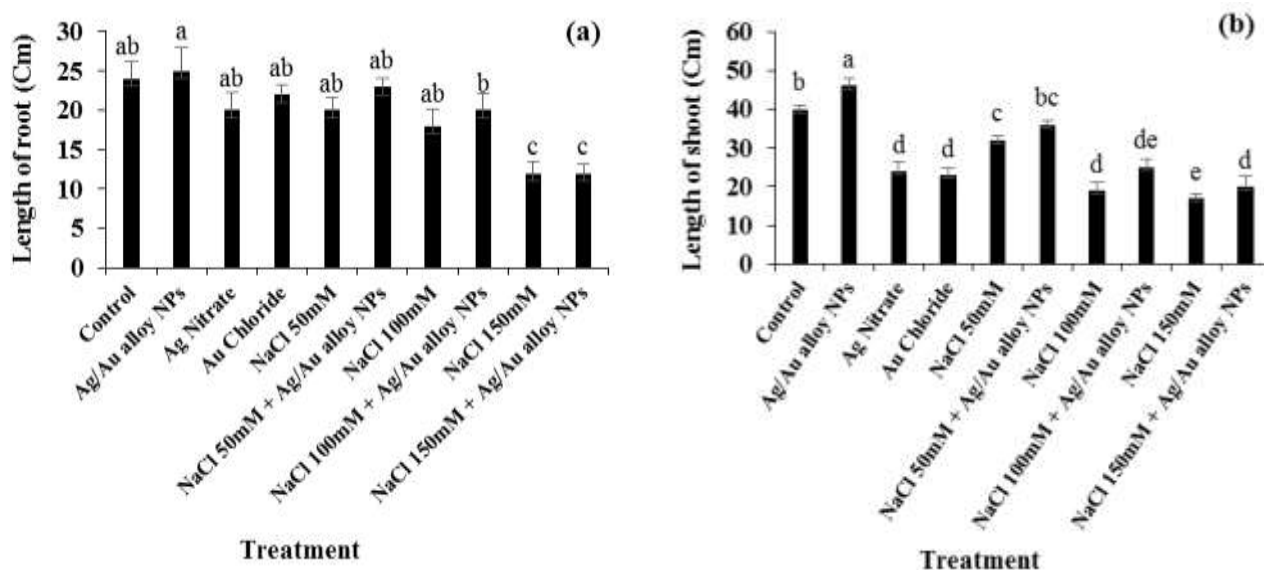 (a)
Length of root (Cm)
30
25
20
15
10
5
0
ab
a
ab
ab
ab
ab
ab
b
c
c
Control
Ag/Au alloy NPs
Ag Nitrate
Au Chloride
NaCl 50mM
NaCl 50mM + Ag/Au alloy NPs
NaCl 100mM
NaCl 100mM + Ag/Au alloy NPs
NaCl 150mM
NaCl 150mM + Ag/Au alloy NPs
Treatment
(b)
Length of shoot (Cm)
60
50
40
30
20
10
0
b
a
d
d
c
bc
d
de
e
d
Control
Ag/Au alloy NPs
Ag Nitrate
Au Chloride
NaCl 50mM
NaCl 50mM + Ag/Au alloy NPs
NaCl 100mM
NaCl 100mM + Ag/Au alloy NPs
NaCl 150mM
NaCl 150mM + Ag/Au alloy NPs
Treatment